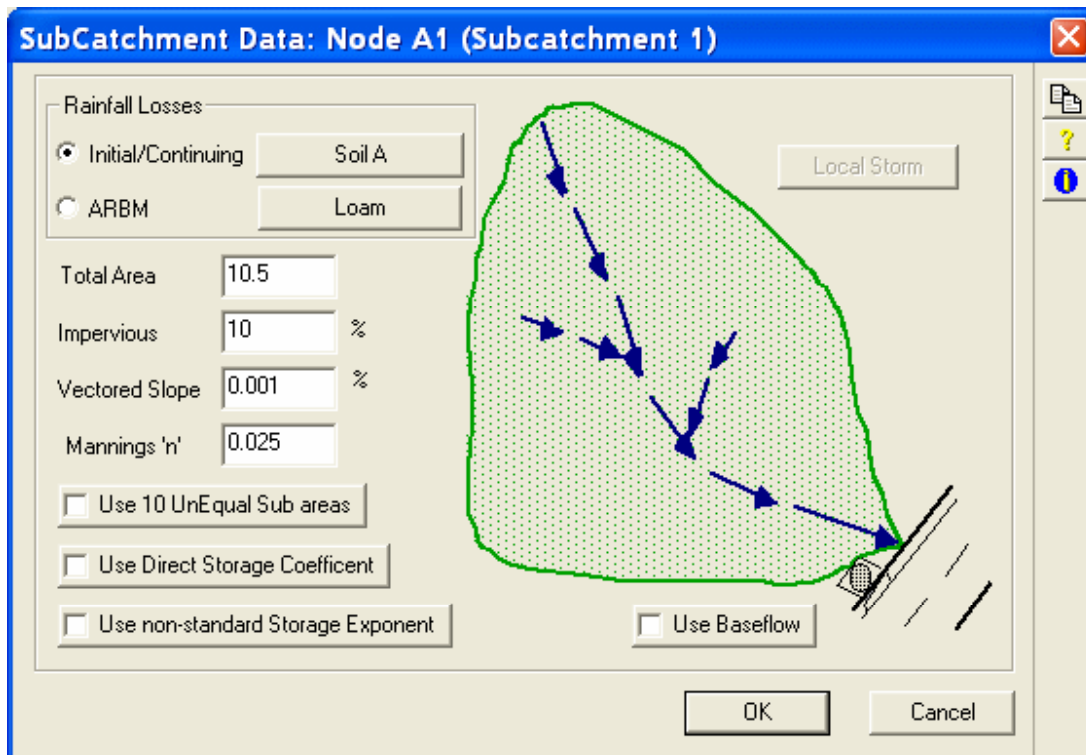 SubCatchment Data: Node A1 (Subcatchment 1)
Rainfall Losses
Initial/Continuing Soil A
ARBM Loam
Local Storm
Total Area 10.5
Impervious 10 %
Vectored Slope 0.001 %
Mannings 'n' 0.025
Use 10 UnEqual Sub areas
Use Direct Storage Coefficent
Use non-standard Storage Exponent
Use Baseflow
OK Cancel
?
i